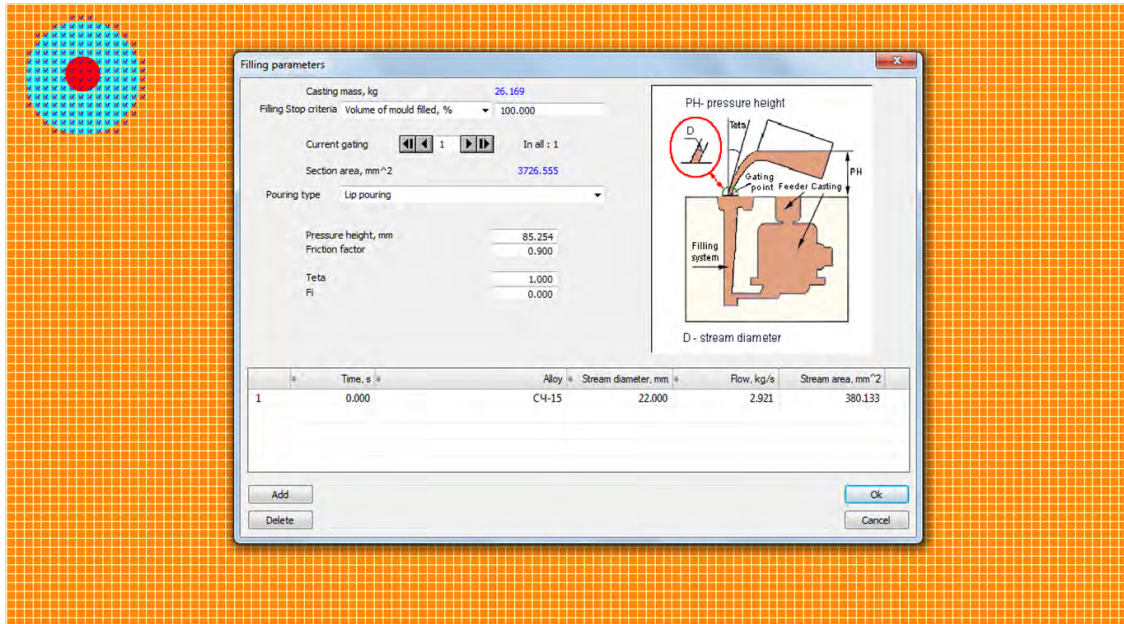 Filling parameters
Casting mass, kg 26.169
Filling Stop criteria Volume of mould filled, % 100.000
Current gating 1 In all : 1
Section area, mm^2 3726.555
Pouring type Lip pouring
Pressure height, mm 85.254
Friction factor 0.900
Teta 1.000
Fi 0.000
PH- pressure height
D
Teta
PH
Gating
point Feeder Casting
Filling
system
D - stream diameter
Time, s Alloy Stream diameter, mm Flow, kg/s Stream area, mm^2
1 0.000 СЧ-15 22.000 2.921 380.133
Add
Ok
Delete
Cancel